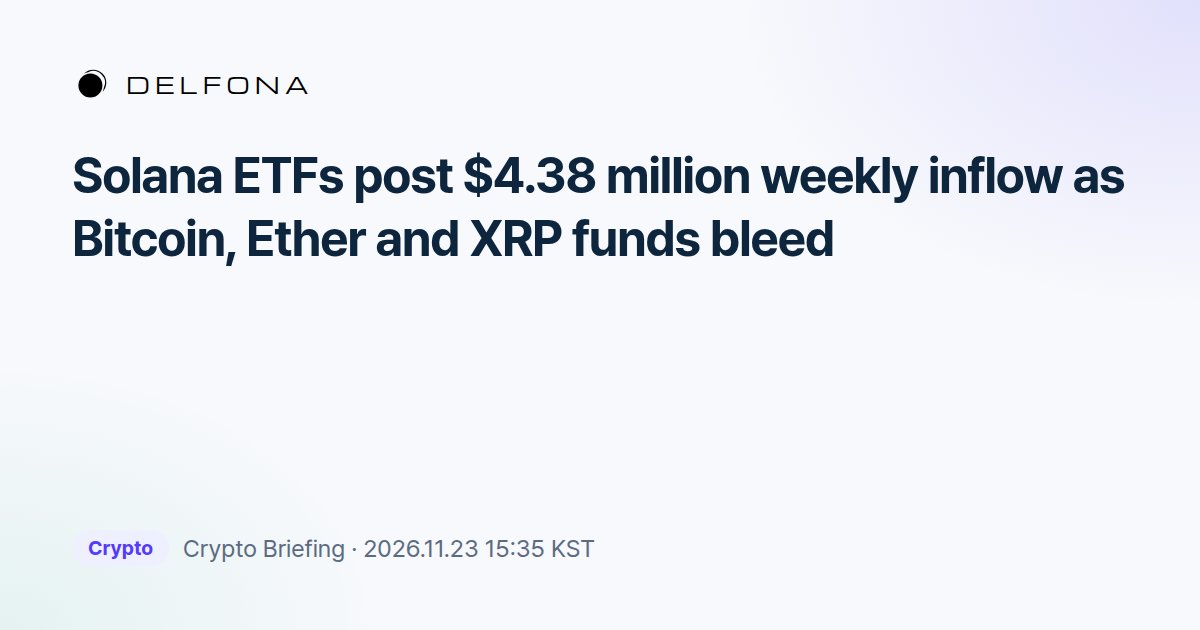 DELFONA
Solana ETFs post $4.38 million weekly inflow as
Bitcoin, Ether and XRP funds bleed
Crypto
Crypto Briefing · 2026.11.23 15:35 KST